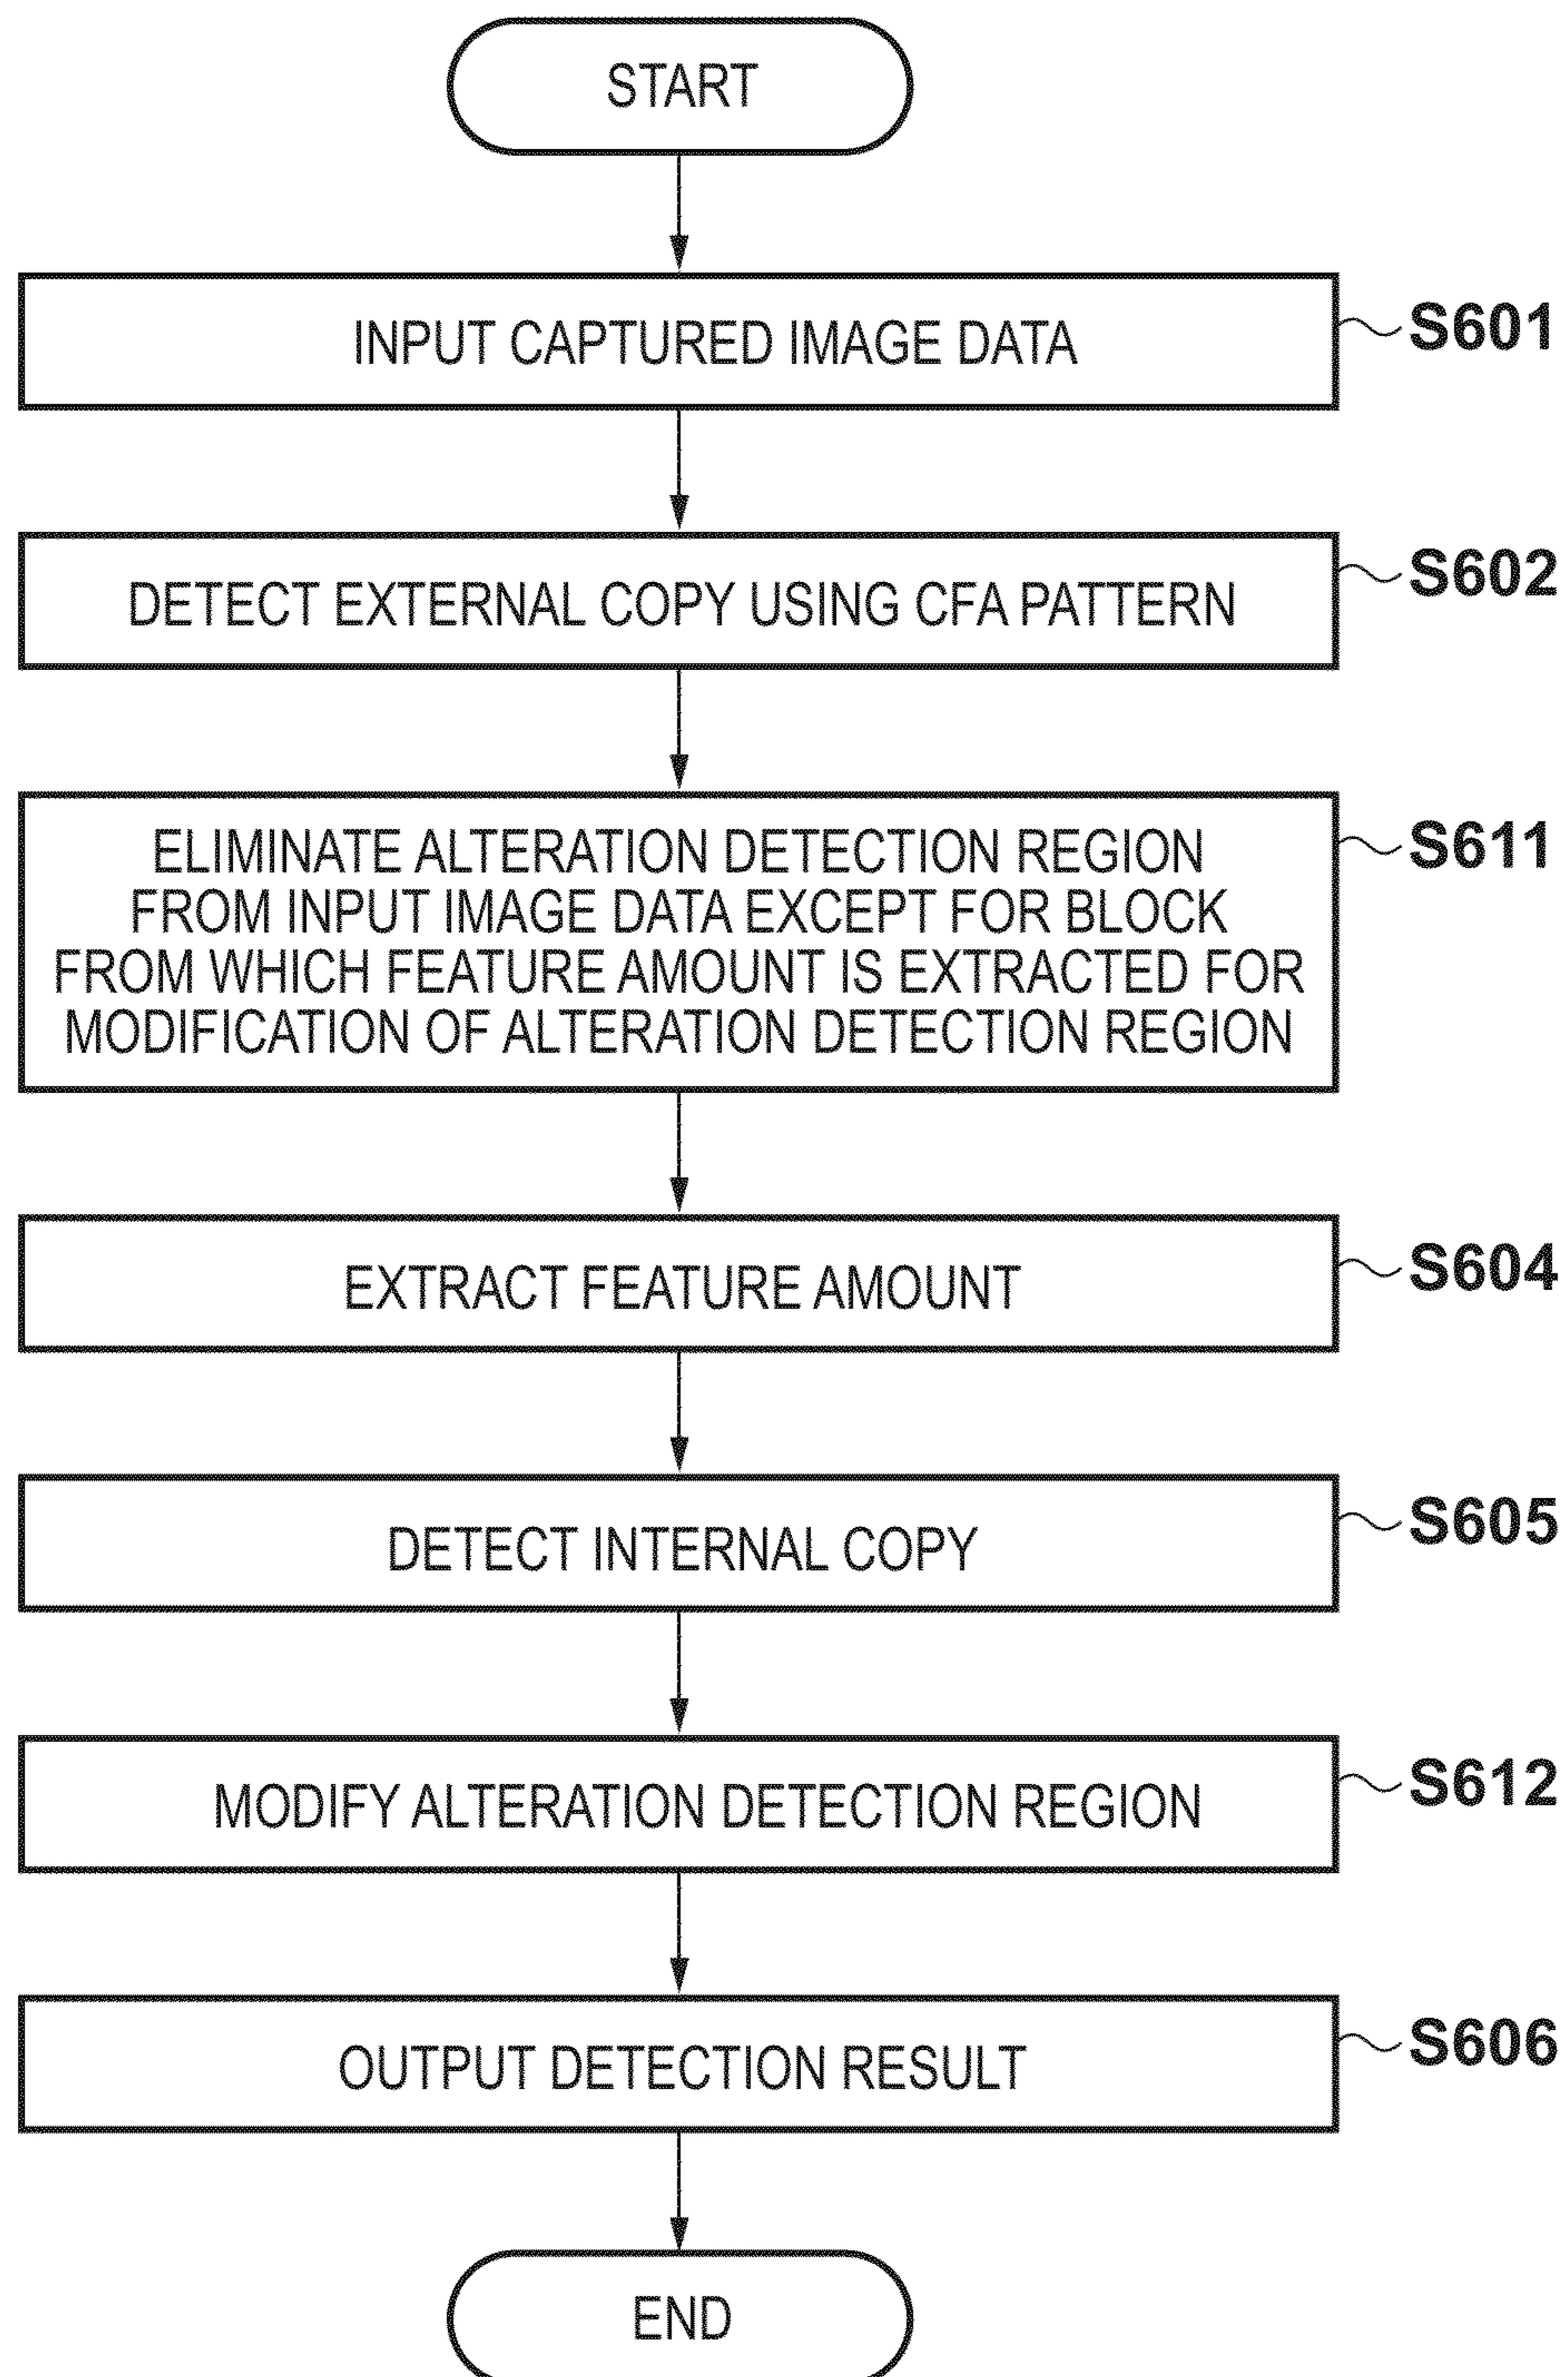 START
INPUT CAPTURED IMAGE DATA
S601
DETECT EXTERNAL COPY USING CFA PATTERN
S602
ELIMINATE ALTERATION DETECTION REGION
FROM INPUT IMAGE DATA EXCEPT FOR BLOCK
FROM WHICH FEATURE AMOUNT IS EXTRACTED FOR
MODIFICATION OF ALTERATION DETECTION REGION
S611
EXTRACT FEATURE AMOUNT
S604
DETECT INTERNAL COPY
S605
MODIFY ALTERATION DETECTION REGION
S612
OUTPUT DETECTION RESULT
S606
END